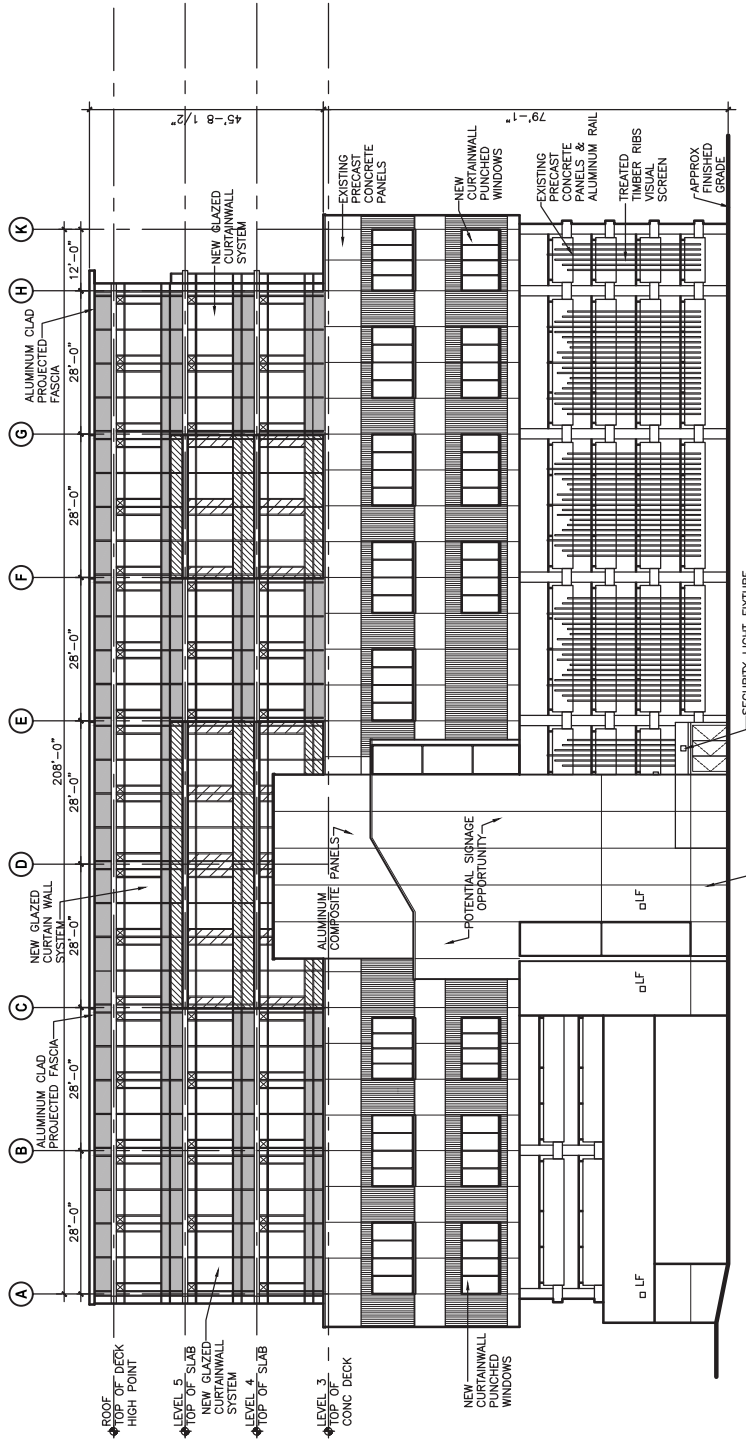 A
B
C
D
E
F
G
H
K
208'-0"
28'-0"
28'-0"
28'-0"
28'-0"
28'-0"
28'-0"
28'-0"
12'-0"
ALUMINUM CLAD
PROJECTED FASCIA
NEW GLAZED
CURTAIN WALL
SYSTEM
ALUMINUM CLAD
PROJECTED
FASCIA
ROOF
TOP OF DECK
HIGH POINT
LEVEL 5
TOP OF SLAB
NEW GLAZED
CURTAINWALL
SYSTEM
LEVEL 4
TOP OF SLAB
LEVEL 3
TOP OF
CONC DECK
NEW GLAZED
CURTAINWALL
SYSTEM
45'-8 1/2"
79'-1"
ALUMINUM
COMPOSITE PANELS
POTENTIAL SIGNAGE
OPPORTUNITY
EXISTING
PRECAST
CONCRETE
PANELS
NEW
CURTAINWALL
PUNCHED
WINDOWS
NEW
CURTAINWALL
PUNCHED
WINDOWS
EXISTING
PRECAST
CONCRETE
PANELS &
ALUMINUM RAIL
TREATED
TIMBER RIBS
VISUAL
SCREEN
APPROX
FINISHED
GRADE
LF
LF
LF
SECURITY LIGHT FIXTURE